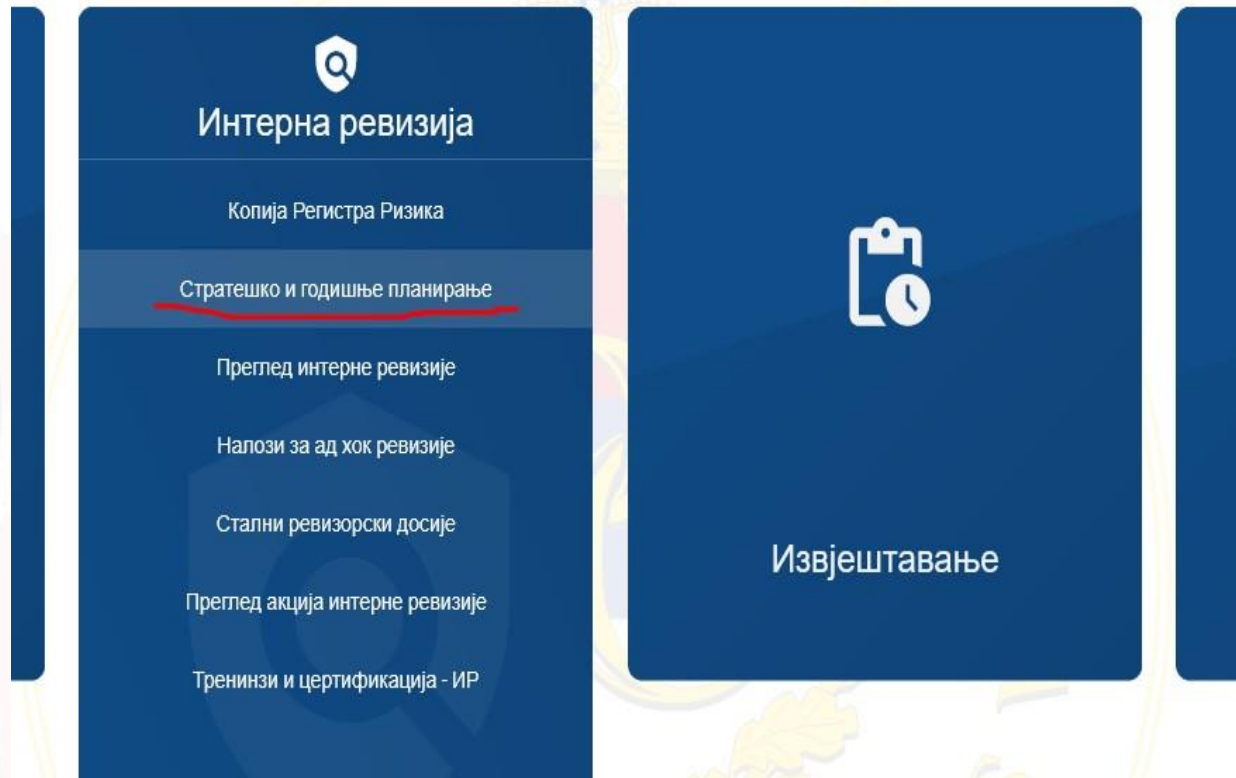 Интерна ревизија
Копија Регистра Ризика
Стратешко и годишње планирање
Преглед интерне ревизије
Налози за ад хок ревизије
Стални ревизорски досије
Преглед акција интерне ревизије
Тренинзи и цертификација - ИР
Извјештавање